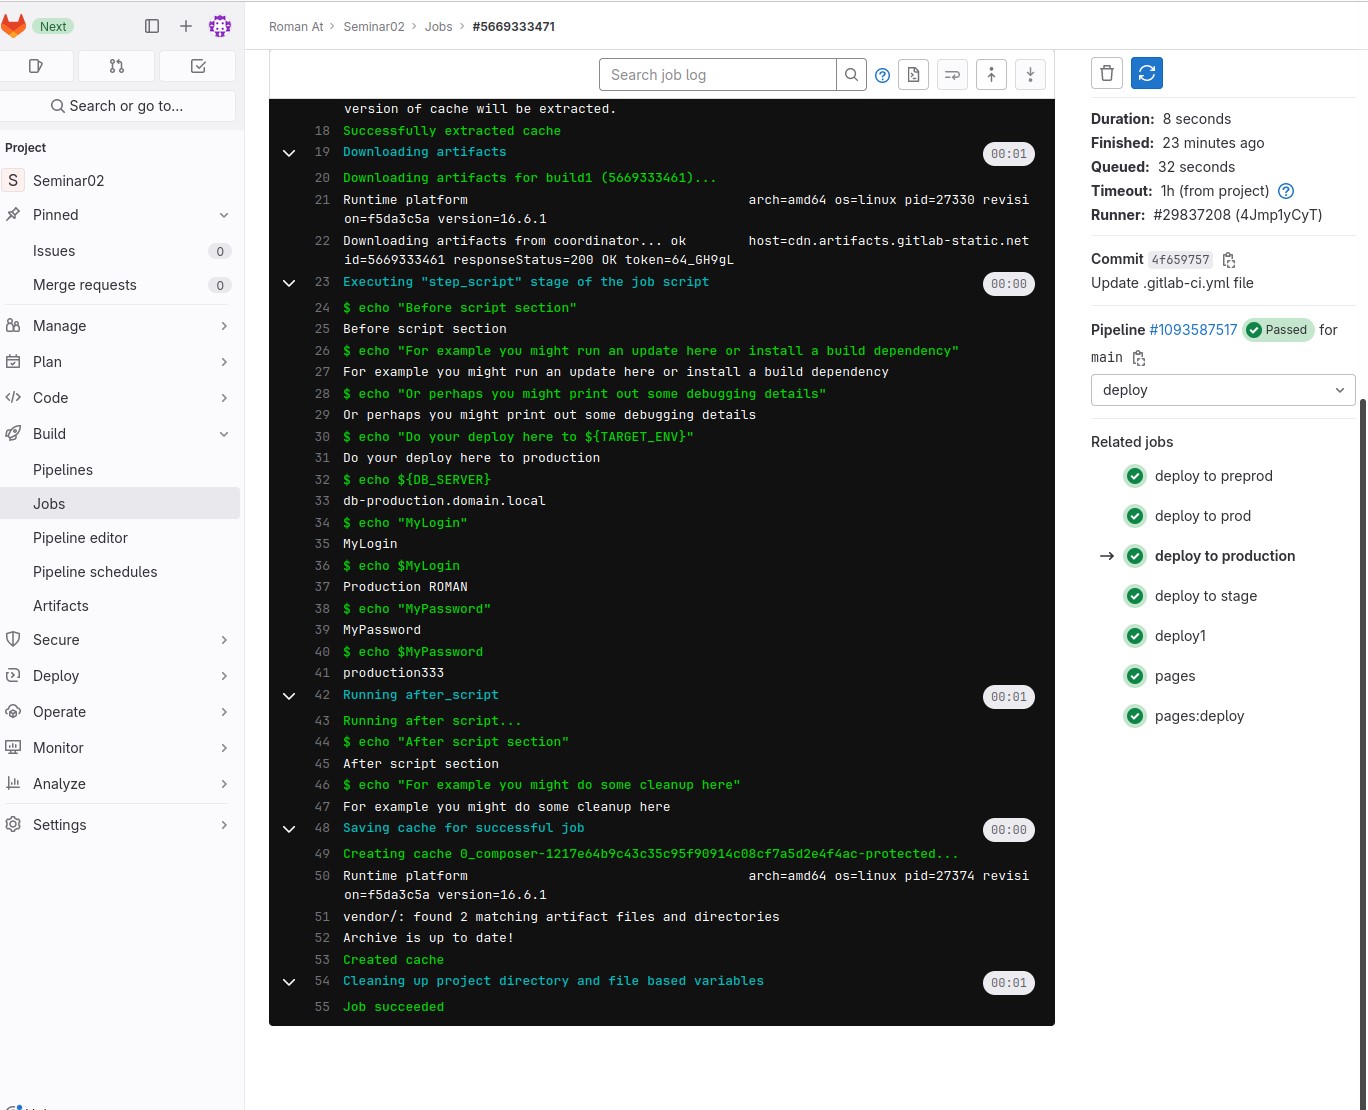 Next
Roman At › Seminar02 › Jobs › #5669333471
Search or go to...
Project
S Seminar02
Pinned
Issues 0
Merge requests 0
Manage
Plan
Code
Build
Pipelines
Jobs
Pipeline editor
Pipeline schedules
Artifacts
Secure
Deploy
Operate
Monitor
Analyze
Settings
Search job log
version of cache will be extracted.
18 Successfully extracted cache
19 Downloading artifacts 00:01
20 Downloading artifacts for build1 (5669333461)...
21 Runtime platform arch=amd64 os=linux pid=27330 revisi
on=f5da3c5a version=16.6.1
22 Downloading artifacts from coordinator... ok host=cdn.artifacts.gitlab-static.net
id=5669333461 responseStatus=200 OK token=64_GH9gL
23 Executing "step_script" stage of the job script 00:00
24 $ echo "Before script section"
25 Before script section
26 $ echo "For example you might run an update here or install a build dependency"
27 For example you might run an update here or install a build dependency
28 $ echo "Or perhaps you might print out some debugging details"
29 Or perhaps you might print out some debugging details
30 $ echo "Do your deploy here to ${TARGET_ENV}"
31 Do your deploy here to production
32 $ echo ${DB_SERVER}
33 db-production.domain.local
34 $ echo "MyLogin"
35 MyLogin
36 $ echo $MyLogin
37 Production ROMAN
38 $ echo "MyPassword"
39 MyPassword
40 $ echo $MyPassword
41 production333
42 Running after_script 00:01
43 Running after script...
44 $ echo "After script section"
45 After script section
46 $ echo "For example you might do some cleanup here"
47 For example you might do some cleanup here
48 Saving cache for successful job 00:00
49 Creating cache 0_composer-1217e64b9c43c35c95f90914c08cf7a5d2e4f4ac-protected...
50 Runtime platform arch=amd64 os=linux pid=27374 revisi
on=f5da3c5a version=16.6.1
51 vendor/: found 2 matching artifact files and directories
52 Archive is up to date!
53 Created cache
54 Cleaning up project directory and file based variables 00:01
55 Job succeeded
Duration: 8 seconds
Finished: 23 minutes ago
Queued: 32 seconds
Timeout: 1h (from project)
Runner: #29837208 (4Jmp1yCyT)
Commit 4f659757
Update .gitlab-ci.yml file
Pipeline #1093587517 Passed for
main
deploy
Related jobs
deploy to preprod
deploy to prod
→ deploy to production
deploy to stage
deploy1
pages
pages:deploy